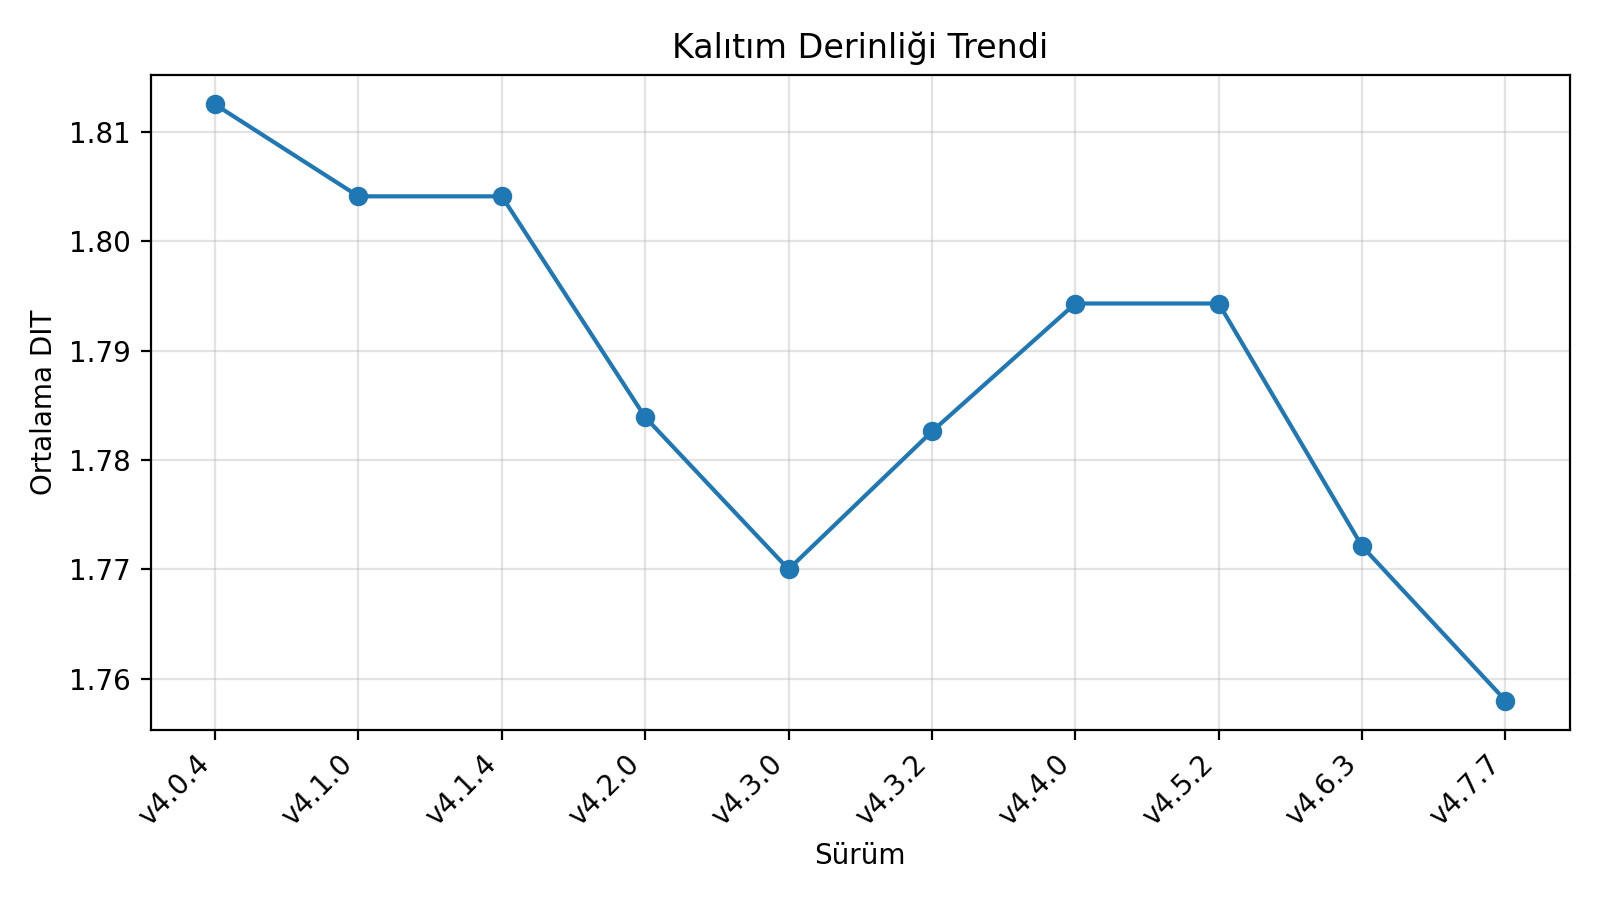 Kalıtım Derinliği Trendi
Ortalama DIT
1.81
1.80
1.79
1.78
1.77
1.76
v4.0.4
v4.1.0
v4.1.4
v4.2.0
v4.3.0
v4.3.2
v4.4.0
v4.5.2
v4.6.3
v4.7.7
Sürüm